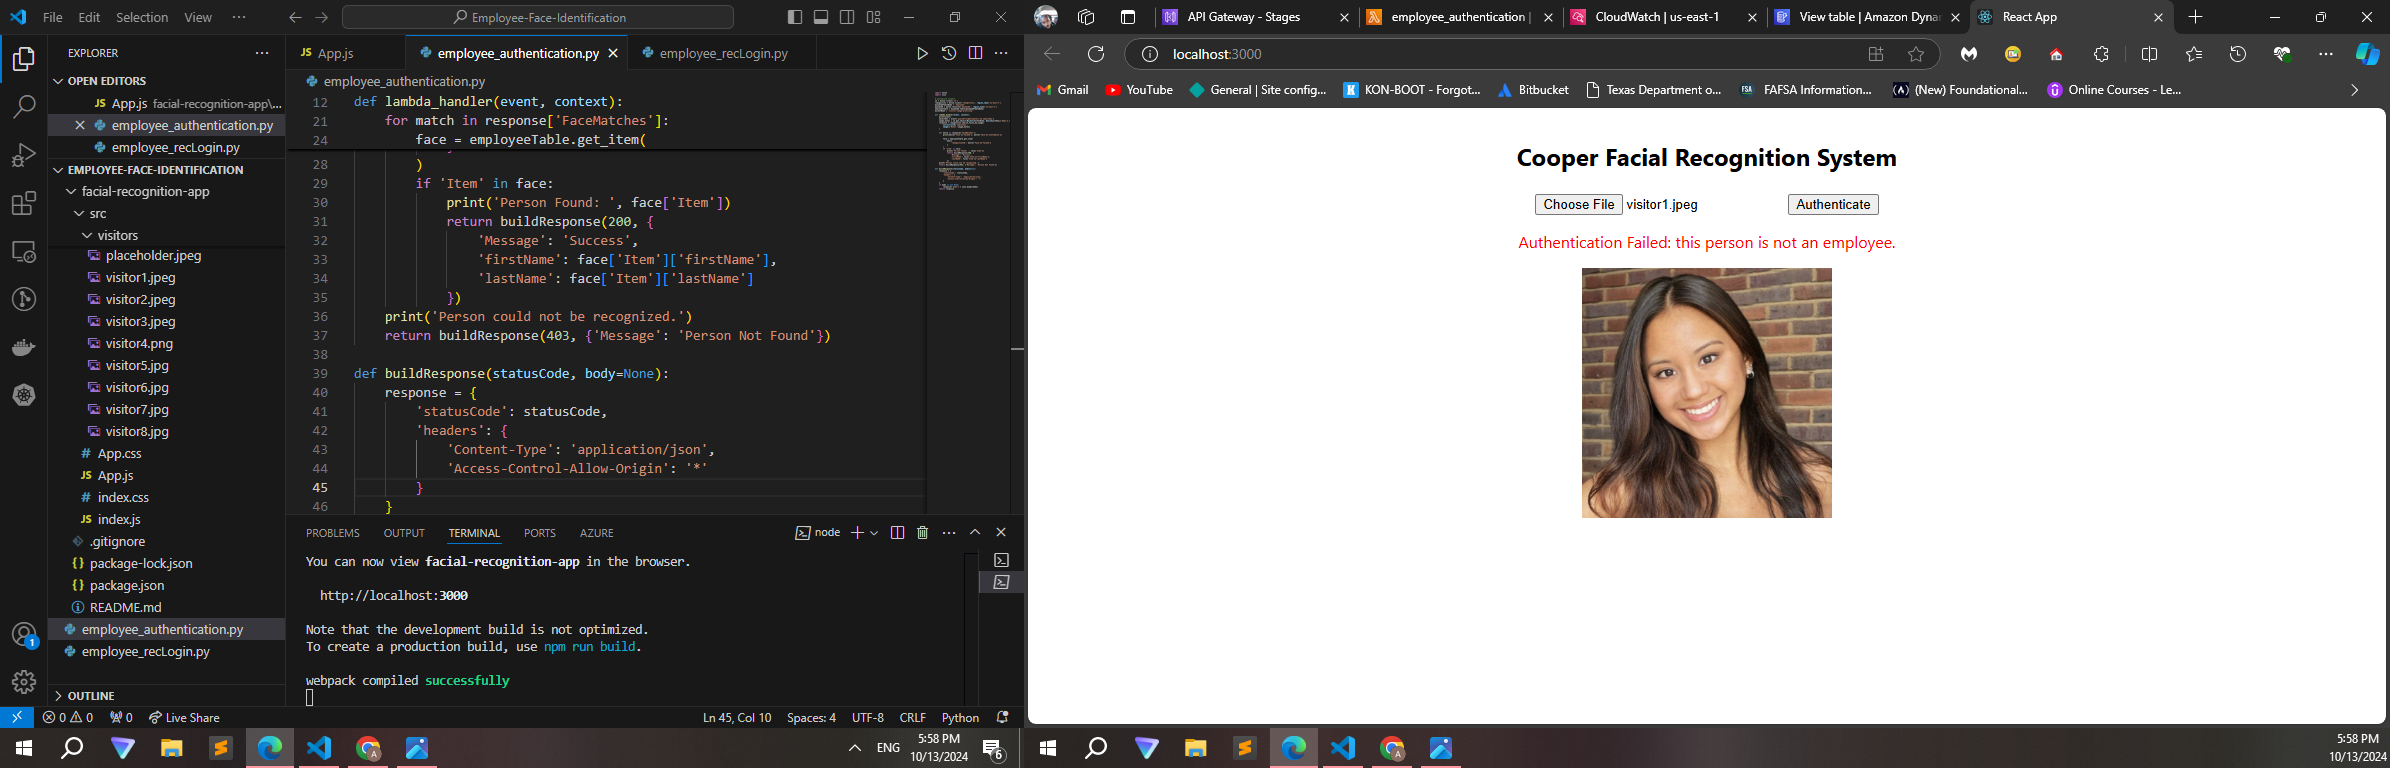 File Edit Selection View ··· Employee-Face-Identification
EXPLORER
OPEN EDITORS
App.js facial-recognition-app\...
employee_authentication.py
employee_recLogin.py
EMPLOYEE-FACE-IDENTIFICATION
facial-recognition-app
src
visitors
placeholder.jpeg
visitor1.jpeg
visitor2.jpeg
visitor3.jpeg
visitor4.png
visitor5.jpg
visitor6.jpg
visitor7.jpg
visitor8.jpg
# App.css
JS App.js
# index.css
JS index.js
.gitignore
{} package-lock.json
{} package.json
README.md
employee_authentication.py
employee_recLogin.py
OUTLINE
JS App.js employee_authentication.py employee_recLogin.py
employee_authentication.py
12 def lambda_handler(event, context):
21 for match in response['FaceMatches']:
24 face = employeeTable.get_item(
28 )
29 if 'Item' in face:
30 print('Person Found: ', face['Item'])
31 return buildResponse(200, {
32 'Message': 'Success',
33 'firstName': face['Item']['firstName'],
34 'lastName': face['Item']['lastName']
35 })
36 print('Person could not be recognized.')
37 return buildResponse(403, {'Message': 'Person Not Found'})
38
39 def buildResponse(statusCode, body=None):
40 response = {
41 'statusCode': statusCode,
42 'headers': {
43 'Content-Type': 'application/json',
44 'Access-Control-Allow-Origin': '*'
45 }
46 }
PROBLEMS OUTPUT TERMINAL PORTS AZURE node
You can now view facial-recognition-app in the browser.
http://localhost:3000
Note that the development build is not optimized.
To create a production build, use npm run build.
webpack compiled successfully
0 0 0 Live Share Ln 45, Col 10 Spaces: 4 UTF-8 CRLF Python
ENG 5:58 PM
10/13/2024 6
API Gateway - Stages employee_authentication | CloudWatch | us-east-1 View table | Amazon Dynar React App
localhost:3000
Gmail YouTube General | Site config... KON-BOOT - Forgot... Bitbucket Texas Department o... FAFSA Information... (New) Foundational... Online Courses - Le...
Cooper Facial Recognition System
Choose File visitor1.jpeg Authenticate
Authentication Failed: this person is not an employee.
5:58 PM
10/13/2024